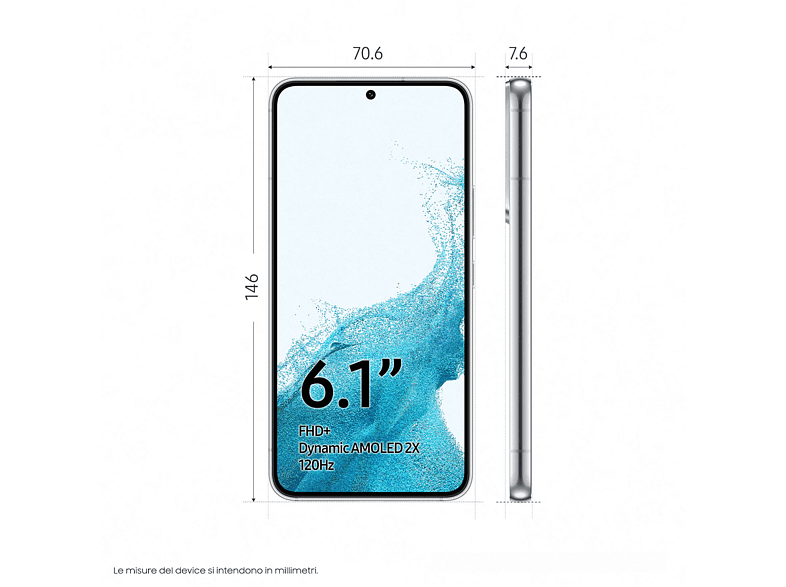 70.6
7.6
146
6.1”
FHD+
Dynamic AMOLED 2X
120Hz
Le misure del device si intendono in millimetri.